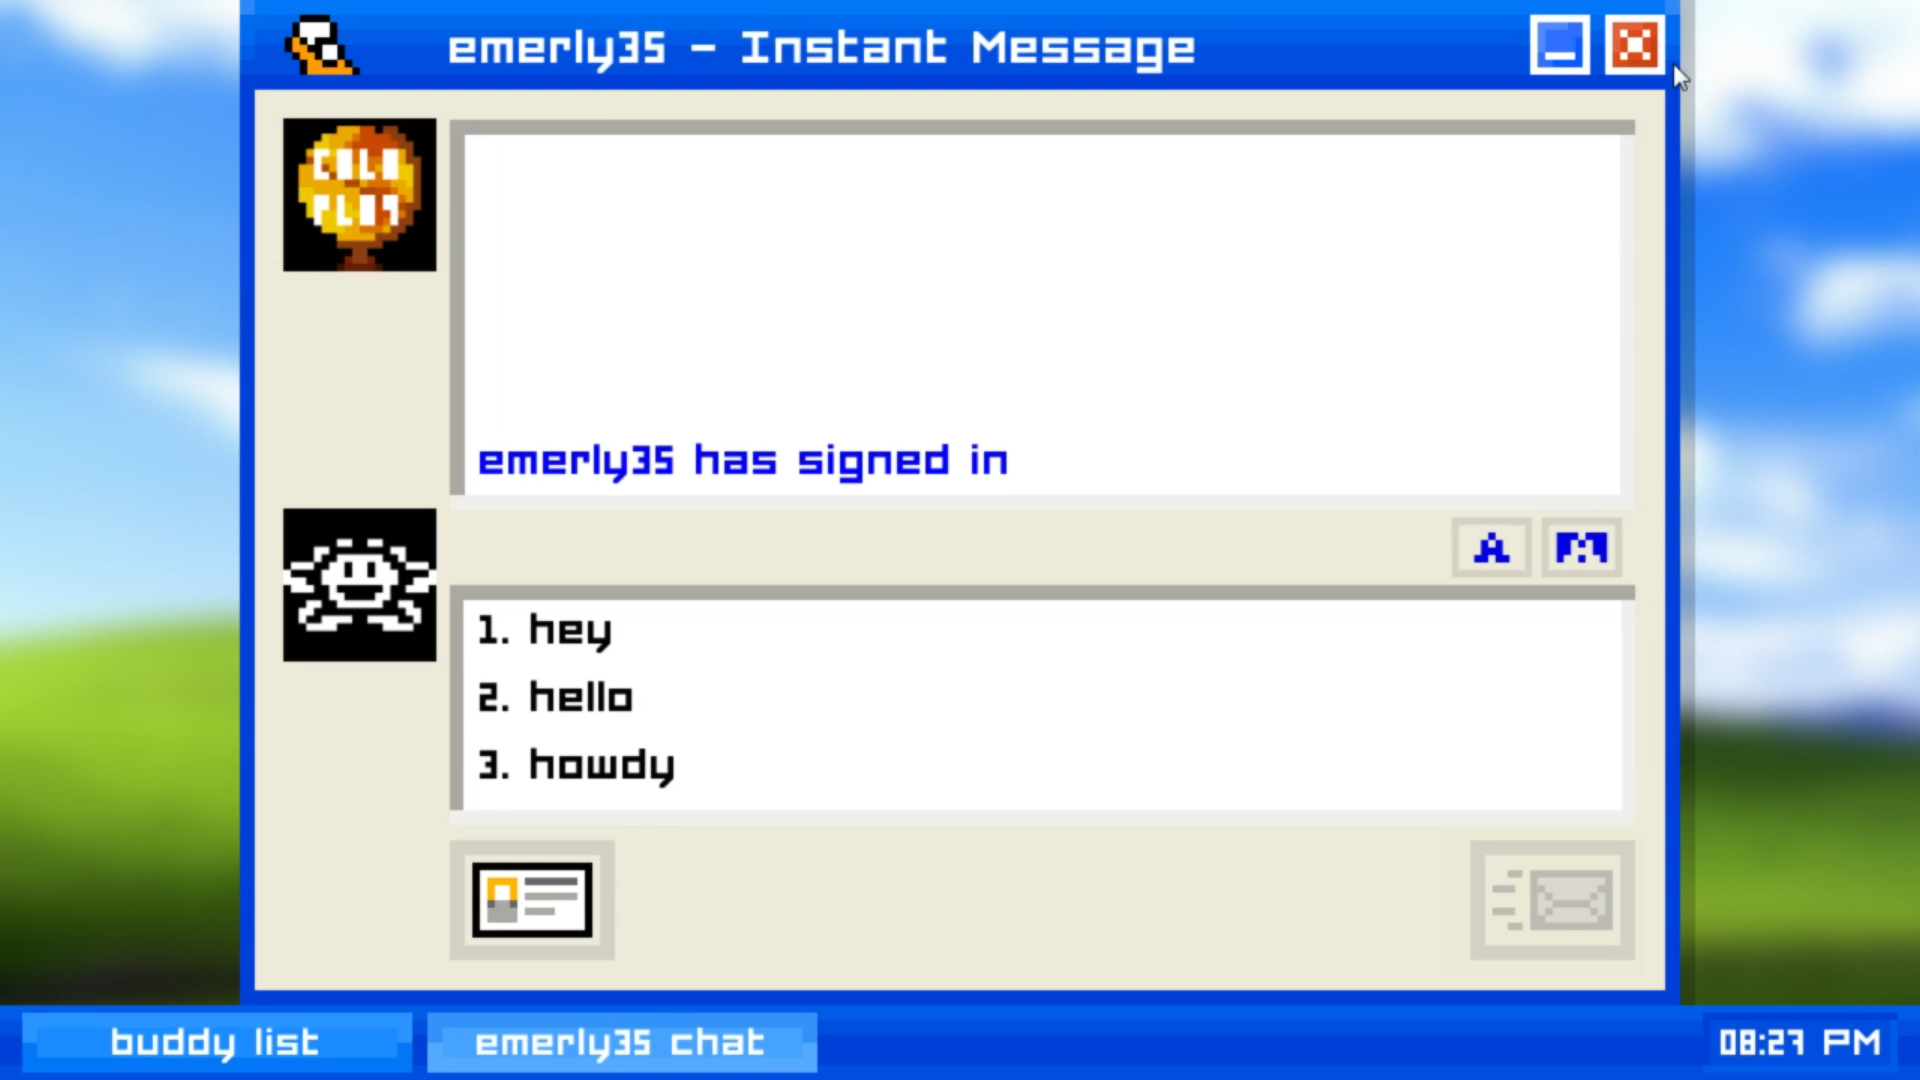 emerly35 - Instant Message
COLD
PLAY
emerly35 has signed in
A
1. hey
2. hello
3. howdy
buddy list
emerly35 chat
08:27 PM